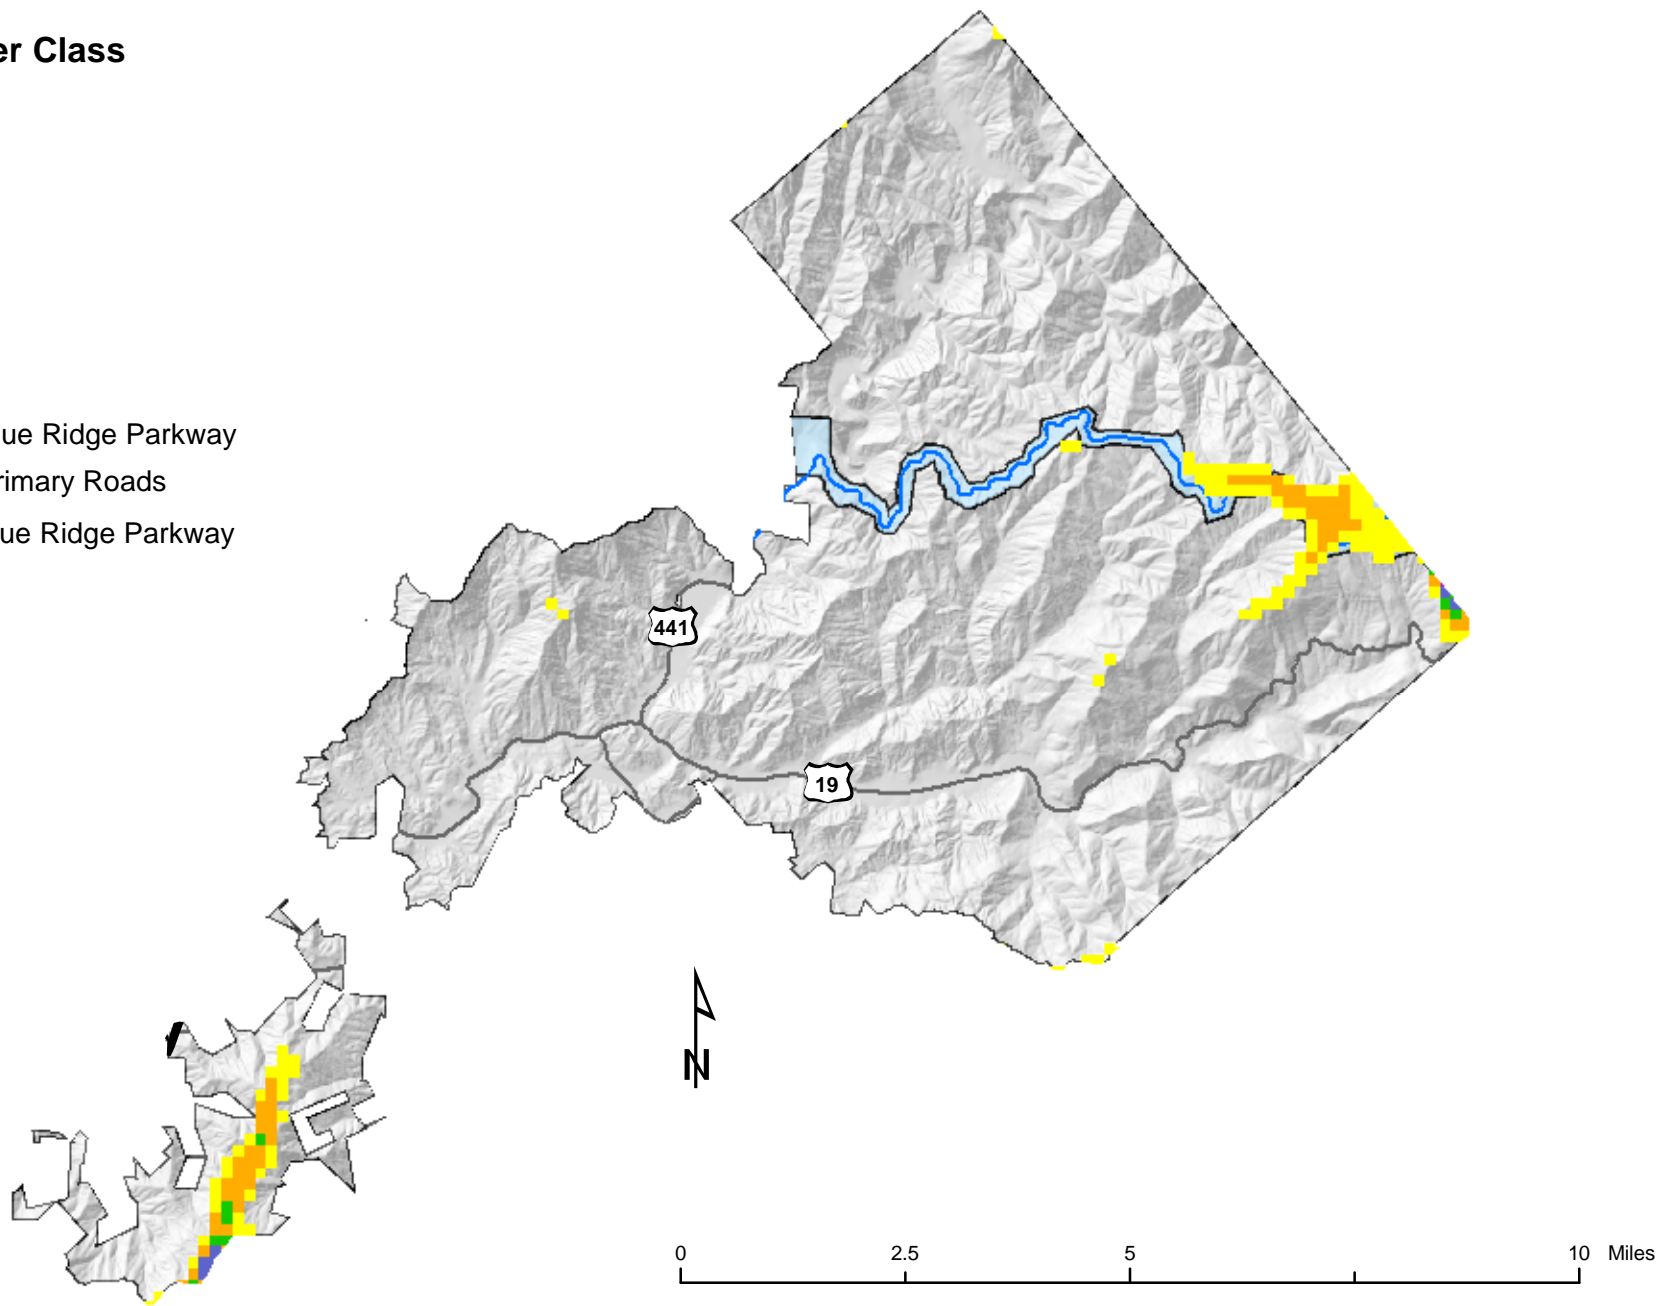 er Class
ue Ridge Parkway
rimary Roads
ue Ridge Parkway
441
19
N
0 2.5 5 10 Miles